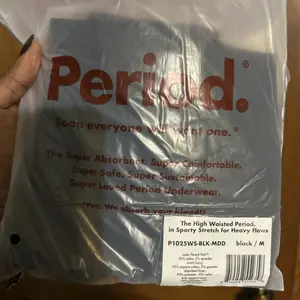 Period.®
Soon everyone will want one.®
The Super Absorbent. Super Comfortable.
Super Safe. Super Sustainable.
Super Loved Period Underwear.
(Yes, We absorb your blood!)
The High Waisted Period.
in Sporty Stretch for Heavy Flows
P1025WS-BLK-MDD black / M